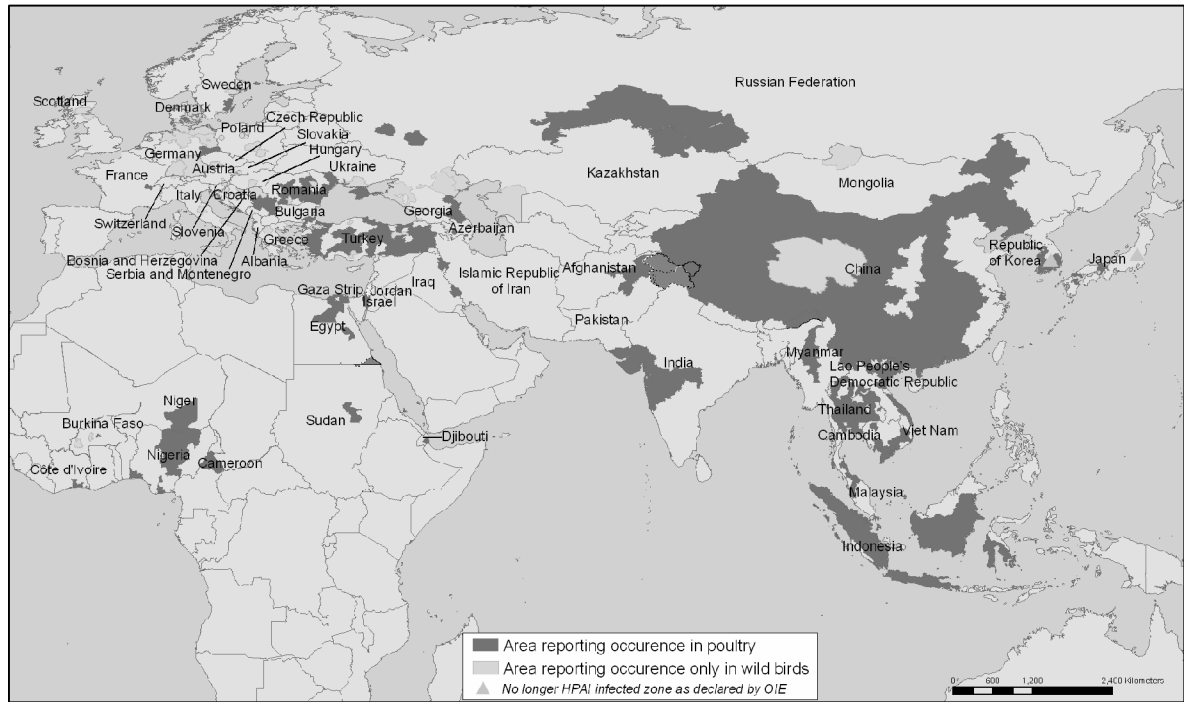 Russian Federation
Sweden
Scotland
Denmark
Czech Republic
Poland
Slovakia
Germany
Hungary
Austria
Ukraine
France
Kazakhstan
Mongolia
Italy
Croatia
Romania
Switzerland
Bulgaria
Georgia
Slovenia
Azerbaijan
Greece
Turkey
Bosnia and Herzegovina
Albania
Serbia and Montenegro
Republic
of Korea
Japan
China
Afghanistan
Islamic Republic
of Iran
Iraq
Gaza Strip
Jordan
Israel
Egypt
Pakistan
India
Myanmar
Lao People's
Democratic Republic
Niger
Burkina Faso
Sudan
Thailand
Djibouti
Cambodia
Viet Nam
Nigeria
Cameroon
Côte d'Ivoire
Malaysia
Indonesia
Area reporting occurence in poultry
Area reporting occurence only in wild birds
No longer HPAI infected zone as declared by OIE
0 600 1,200 2,400 Kilometers